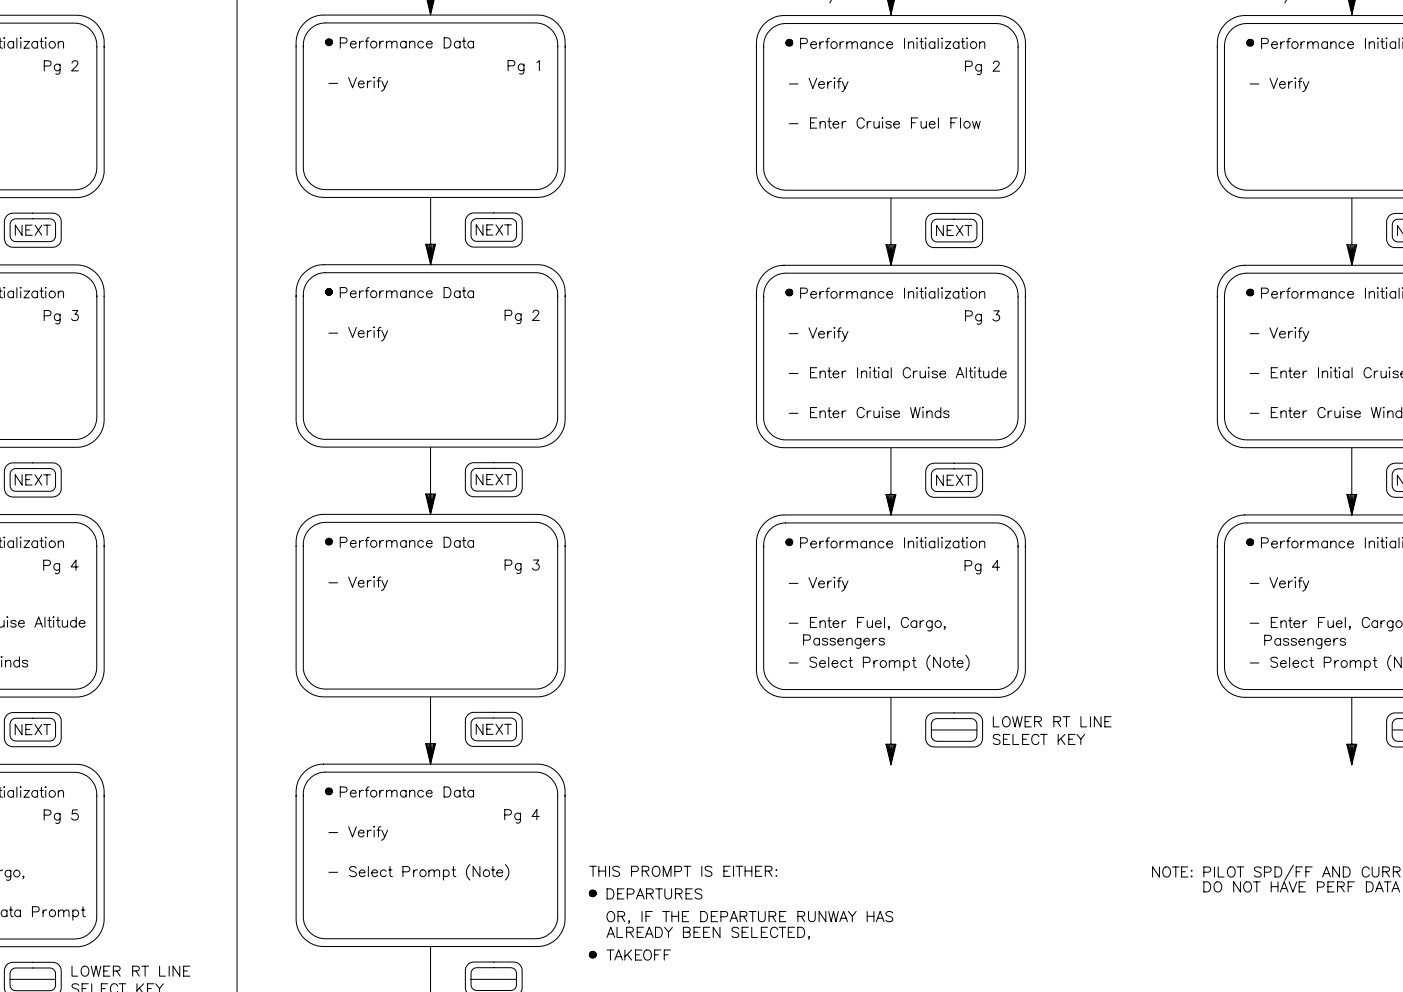 tialization
Pg 2
NEXT
tialization
Pg 3
NEXT
tialization
Pg 4
uise Altitude
inds
NEXT
tialization
Pg 5
rgo,
ata Prompt
LOWER RT LINE
SELECT KEY
● Performance Data
Pg 1
– Verify
NEXT
● Performance Data
Pg 2
– Verify
NEXT
● Performance Data
Pg 3
– Verify
NEXT
● Performance Data
Pg 4
– Verify
– Select Prompt (Note)
THIS PROMPT IS EITHER:
● DEPARTURES
OR, IF THE DEPARTURE RUNWAY HAS
ALREADY BEEN SELECTED,
● TAKEOFF
● Performance Initialization
Pg 2
– Verify
– Enter Cruise Fuel Flow
NEXT
● Performance Initialization
Pg 3
– Verify
– Enter Initial Cruise Altitude
– Enter Cruise Winds
NEXT
● Performance Initialization
Pg 4
– Verify
– Enter Fuel, Cargo,
Passengers
– Select Prompt (Note)
LOWER RT LINE
SELECT KEY
● Performance Initiali
– Verify
N
● Performance Initiali
– Verify
– Enter Initial Cruise
– Enter Cruise Wind
N
● Performance Initiali
– Verify
– Enter Fuel, Cargo
Passengers
– Select Prompt (N
NOTE: PILOT SPD/FF AND CURR
DO NOT HAVE PERF DATA